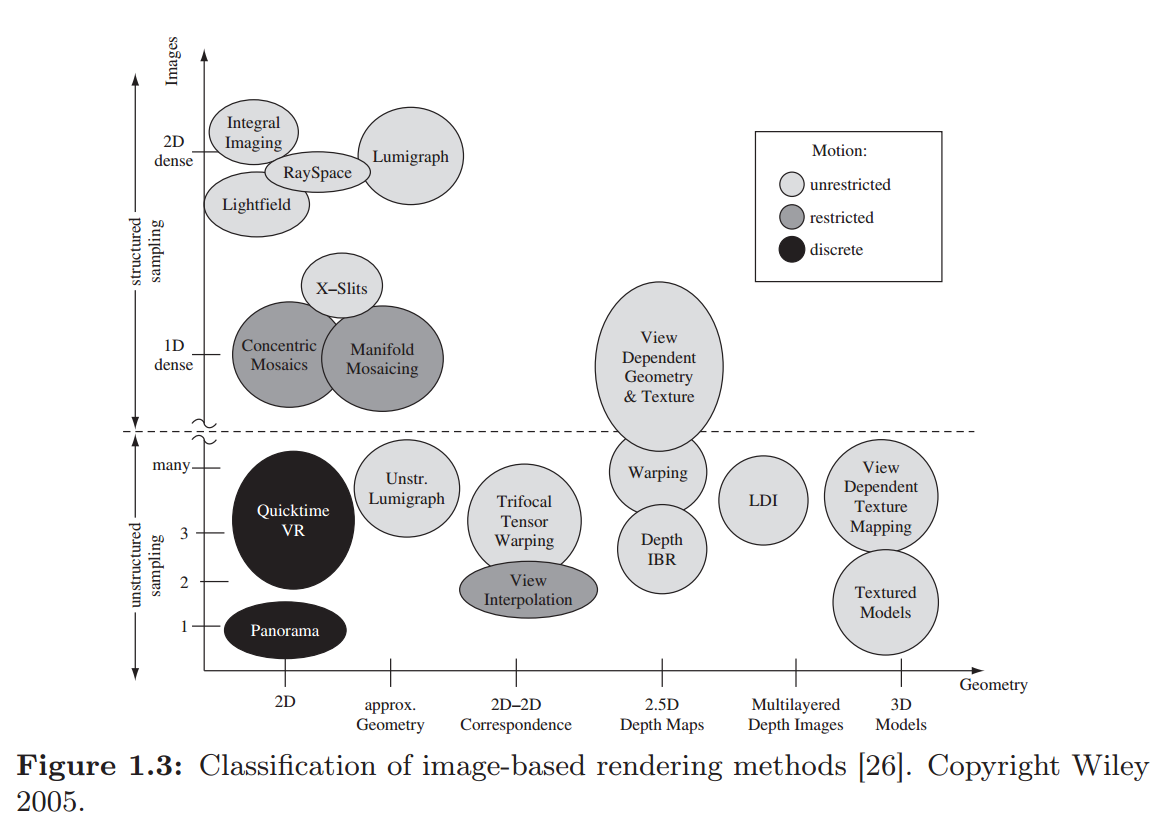 Images
structured
sampling
unstructured
sampling
2D
dense
1D
dense
many
3
2
1
Integral
Imaging
RaySpace
Lumigraph
Lightfield
X–Slits
Concentric
Mosaics
Manifold
Mosaicing
View
Dependent
Geometry
& Texture
Motion:
unrestricted
restricted
discrete
Quicktime
VR
Unstr.
Lumigraph
Trifocal
Tensor
Warping
View
Interpolation
Warping
Depth
IBR
LDI
View
Dependent
Texture
Mapping
Textured
Models
Panorama
Geometry
2D
approx.
Geometry
2D–2D
Correspondence
2.5D
Depth Maps
Multilayered
Depth Images
3D
Models
Figure 1.3: Classification of image-based rendering methods [26]. Copyright Wiley
2005.